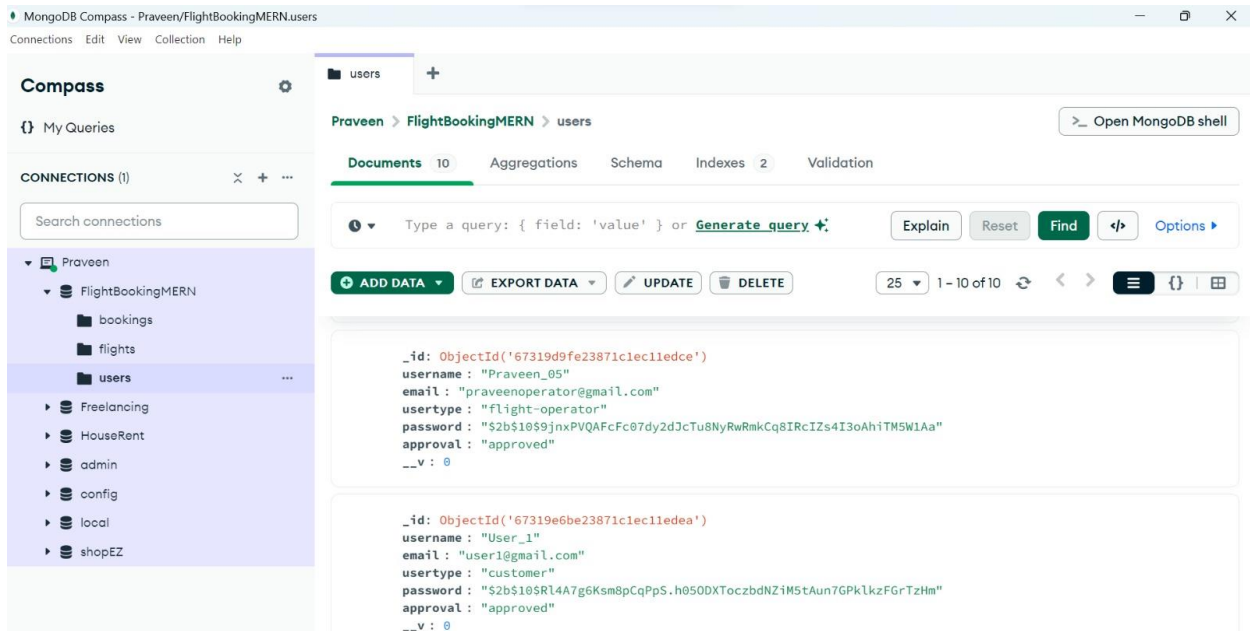 MongoDB Compass - Praveen/FlightBookingMERN.users
Connections Edit View Collection Help
Compass
{} My Queries
CONNECTIONS (1)
Search connections
Praveen
FlightBookingMERN
bookings
flights
users
Freelancing
HouseRent
admin
config
local
shopEZ
users
Praveen > FlightBookingMERN > users
>_ Open MongoDB shell
Documents 10 Aggregations Schema Indexes 2 Validation
Type a query: { field: 'value' } or Generate query
Explain Reset Find </> Options
ADD DATA EXPORT DATA UPDATE DELETE 25 1 – 10 of 10 {}
_id: ObjectId('67319d9fe23871c1ec11edce')
username : "Praveen_05"
email : "praveenoperator@gmail.com"
usertype : "flight-operator"
password : "$2b$10$9jnxPVQAFcFc07dy2dJcTu8NyRwRmkCq8IRcIZs4I3oAhiTM5W1Aa"
approval : "approved"
__v : 0
_id: ObjectId('67319e6be23871c1ec11edea')
username : "User_1"
email : "user1@gmail.com"
usertype : "customer"
password : "$2b$10$Rl4A7g6Ksm8pCqPpS.h05ODXToczbdNZiM5tAun7GPklkzFGrTzHm"
approval : "approved"
__v : 0